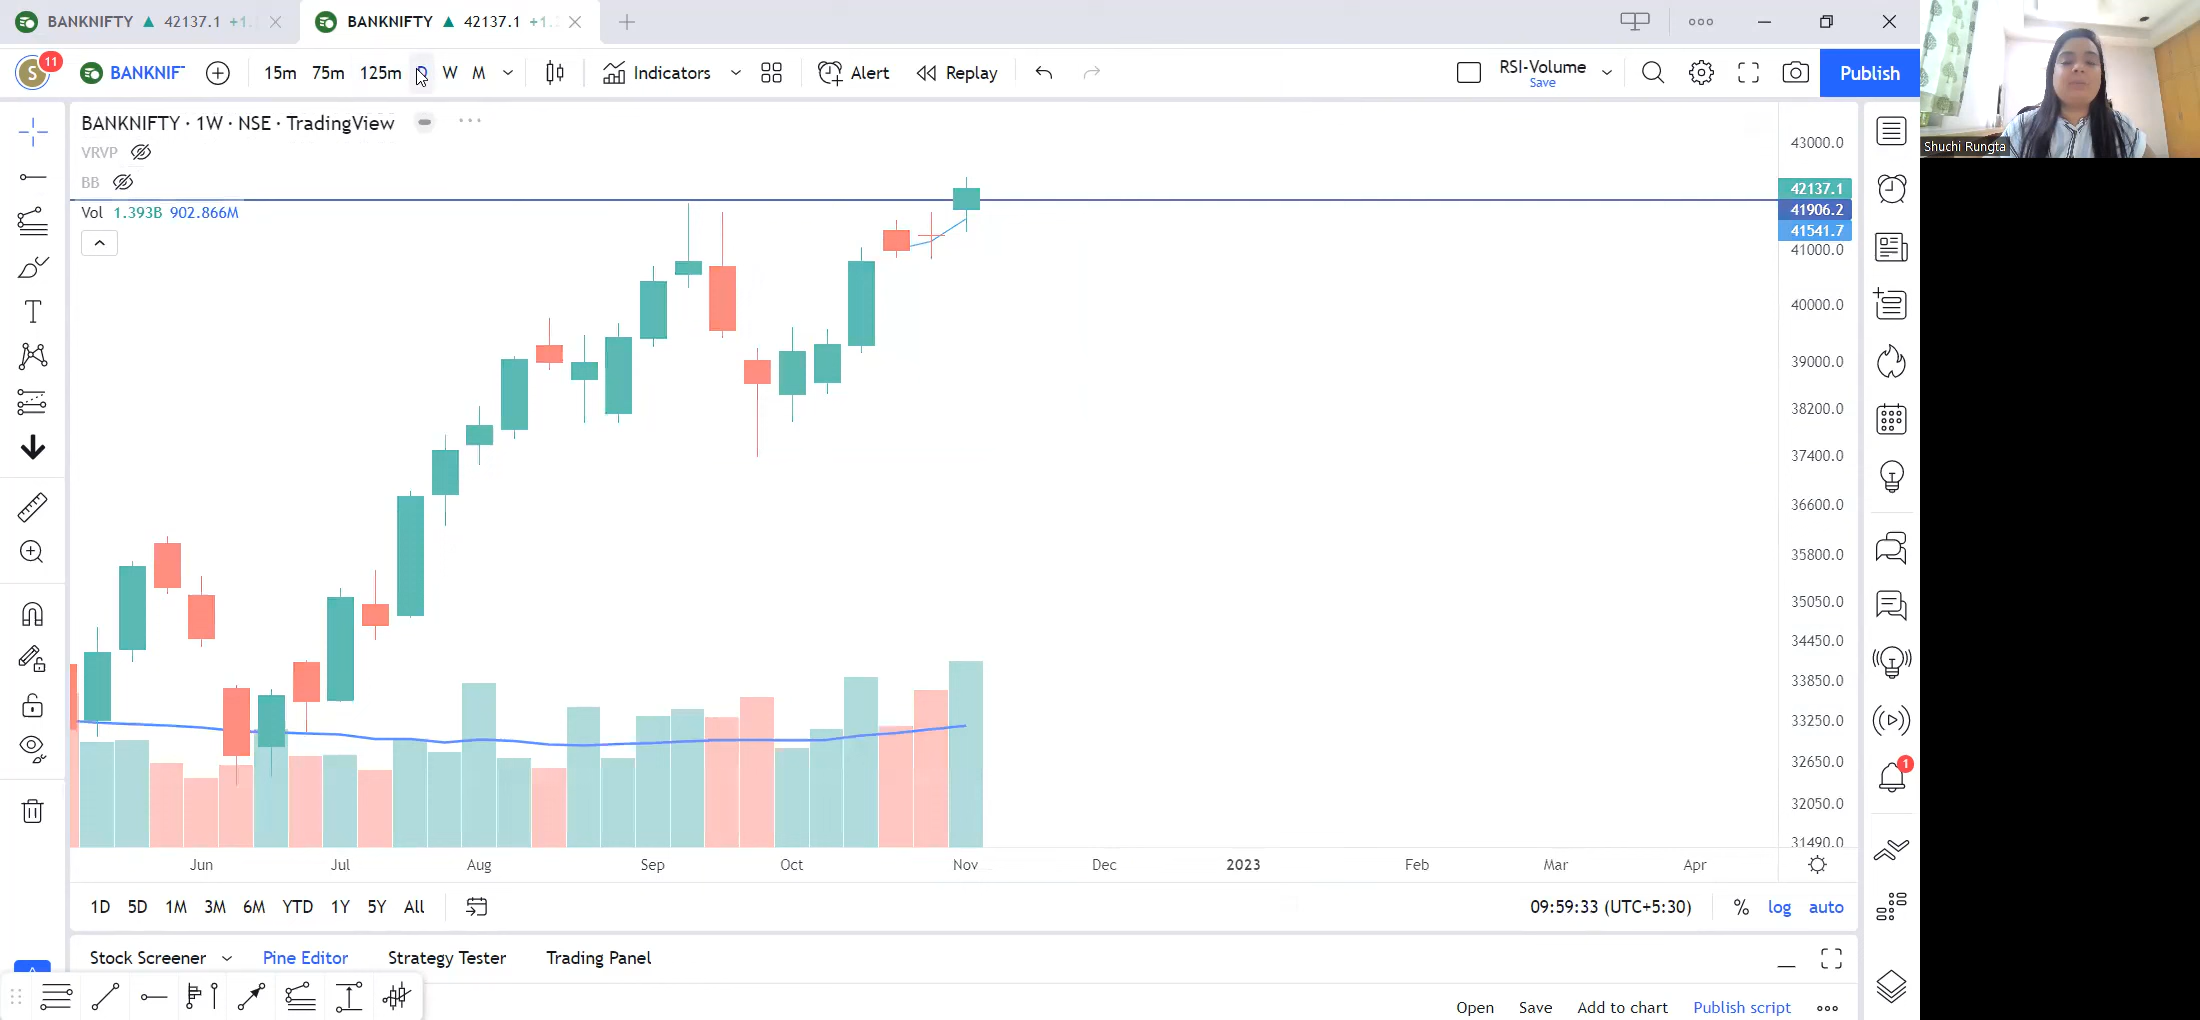 BANKNIFTY ▲ 42137.1 +1.
BANKNIFTY ▲ 42137.1 +1.
S 11 BANKNIF 15m 75m 125m D W M Indicators Alert Replay RSI-Volume Save Publish
BANKNIFTY · 1W · NSE · TradingView
VRVP
BB
Vol 1.393B 902.866M
43000.0
42137.1
41906.2
41541.7
41000.0
40000.0
39000.0
38200.0
37400.0
36600.0
35800.0
35050.0
34450.0
33850.0
33250.0
32650.0
32050.0
31490.0
Jun Jul Aug Sep Oct Nov Dec 2023 Feb Mar Apr
1D 5D 1M 3M 6M YTD 1Y 5Y All 09:59:33 (UTC+5:30) % log auto
Stock Screener Pine Editor Strategy Tester Trading Panel
Open Save Add to chart Publish script
1
Shuchi Rungta